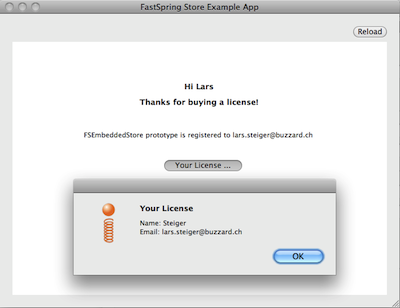 FastSpring Store Example App
Reload
Hi Lars
Thanks for buying a license!
FSEmbeddedStore prototype is registered to lars.steiger@buzzard.ch
Your License ...
Your License
Name: Steiger
Email: lars.steiger@buzzard.ch
OK